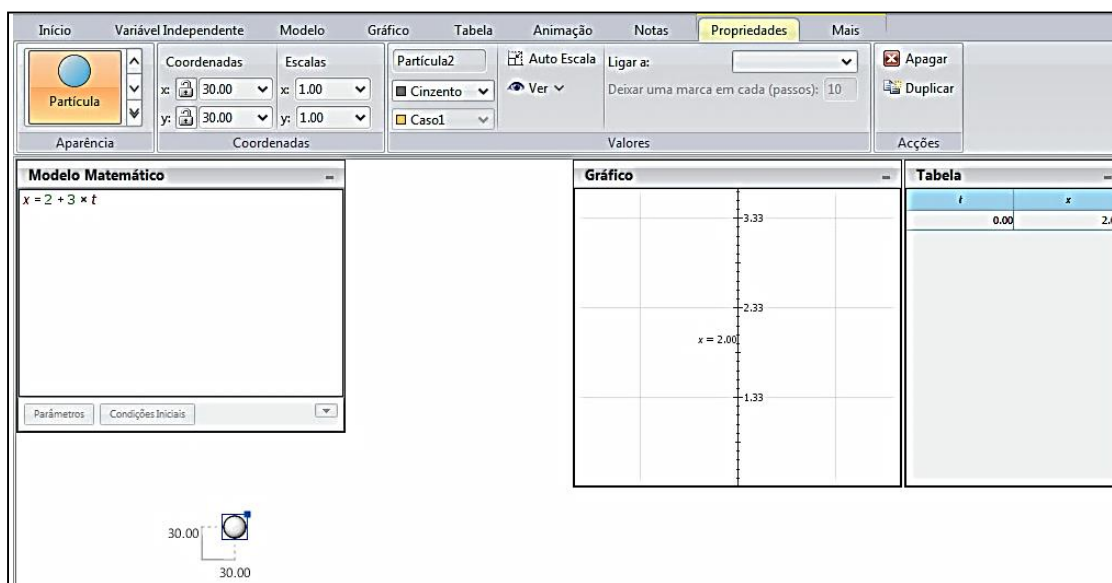 Início Variável Independente Modelo Gráfico Tabela Animação Notas Propriedades Mais
Partícula
Aparência
Coordenadas Escalas
x: 30.00 x: 1.00
y: 30.00 y: 1.00
Coordenadas
Partícula2
Cinzento
Caso1
Auto Escala
Ver
Ligar a:
Deixar uma marca em cada (passos): 10
Valores
Apagar
Duplicar
Acções
Modelo Matemático
x = 2 + 3 × t
Parâmetros Condições Iniciais
Gráfico
3.33
2.33
x = 2.00
1.33
Tabela
t x
0.00 2.0
30.00
30.00